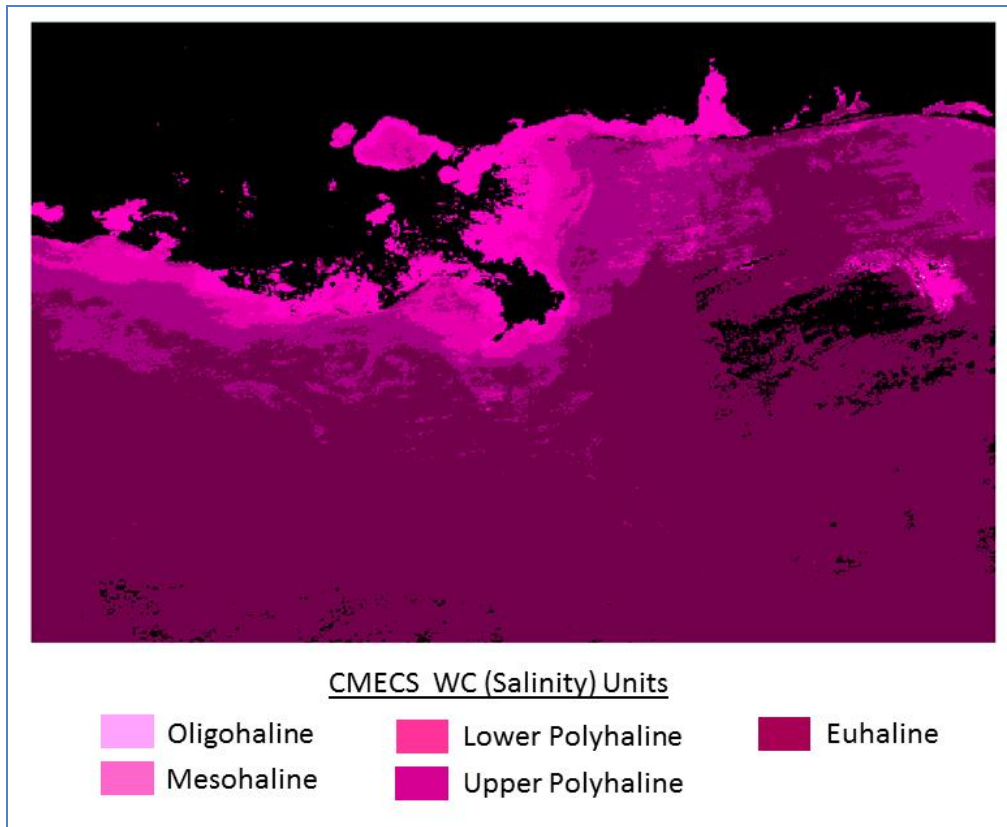 CMECS WC (Salinity) Units
Oligohaline
Mesohaline
Lower Polyhaline
Upper Polyhaline
Euhaline